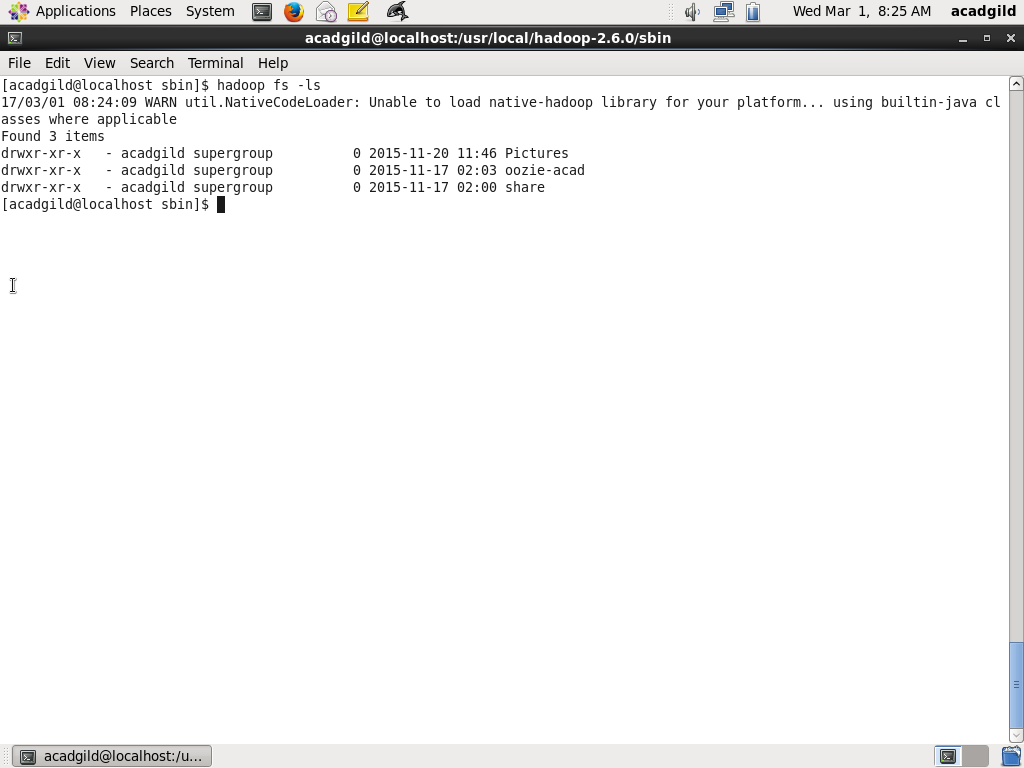 Applications Places System Wed Mar 1, 8:25 AM acadgild
acadgild@localhost:/usr/local/hadoop-2.6.0/sbin
File Edit View Search Terminal Help
[acadgild@localhost sbin]$ hadoop fs -ls
17/03/01 08:24:09 WARN util.NativeCodeLoader: Unable to load native-hadoop library for your platform... using builtin-java cl
asses where applicable
Found 3 items
drwxr-xr-x   - acadgild supergroup          0 2015-11-20 11:46 Pictures
drwxr-xr-x   - acadgild supergroup          0 2015-11-17 02:03 oozie-acad
drwxr-xr-x   - acadgild supergroup          0 2015-11-17 02:00 share
[acadgild@localhost sbin]$
acadgild@localhost:/u...